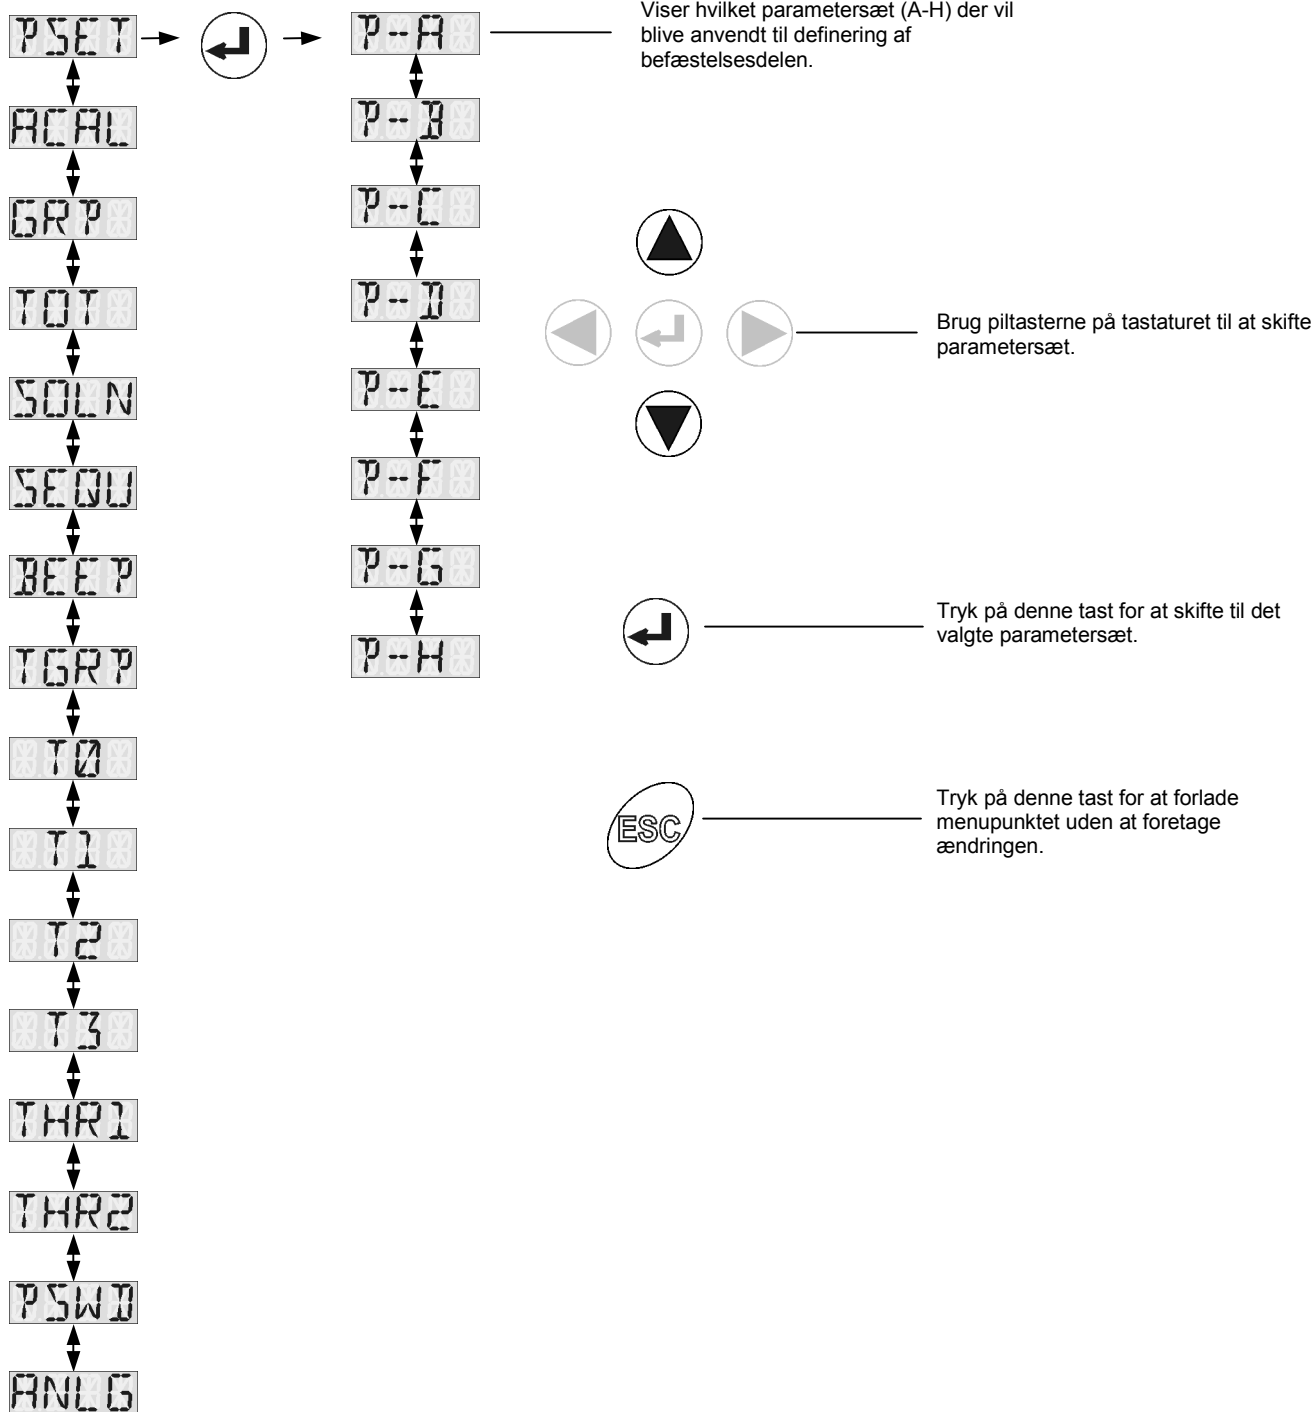 PSET
ACAL
GRP
TOT
SOLN
SEQU
BEEP
TGRP
T0
T1
T2
T3
THR1
THR2
PSWD
ANLG
P-A
P-B
P-C
P-D
P-E
P-F
P-G
P-H
Viser hvilket parametersæt (A-H) der vil
blive anvendt til definering af
befæstelsesdelen.
Brug piltasterne på tastaturet til at skifte
parametersæt.
Tryk på denne tast for at skifte til det
valgte parametersæt.
ESC
Tryk på denne tast for at forlade
menupunktet uden at foretage
ændringen.